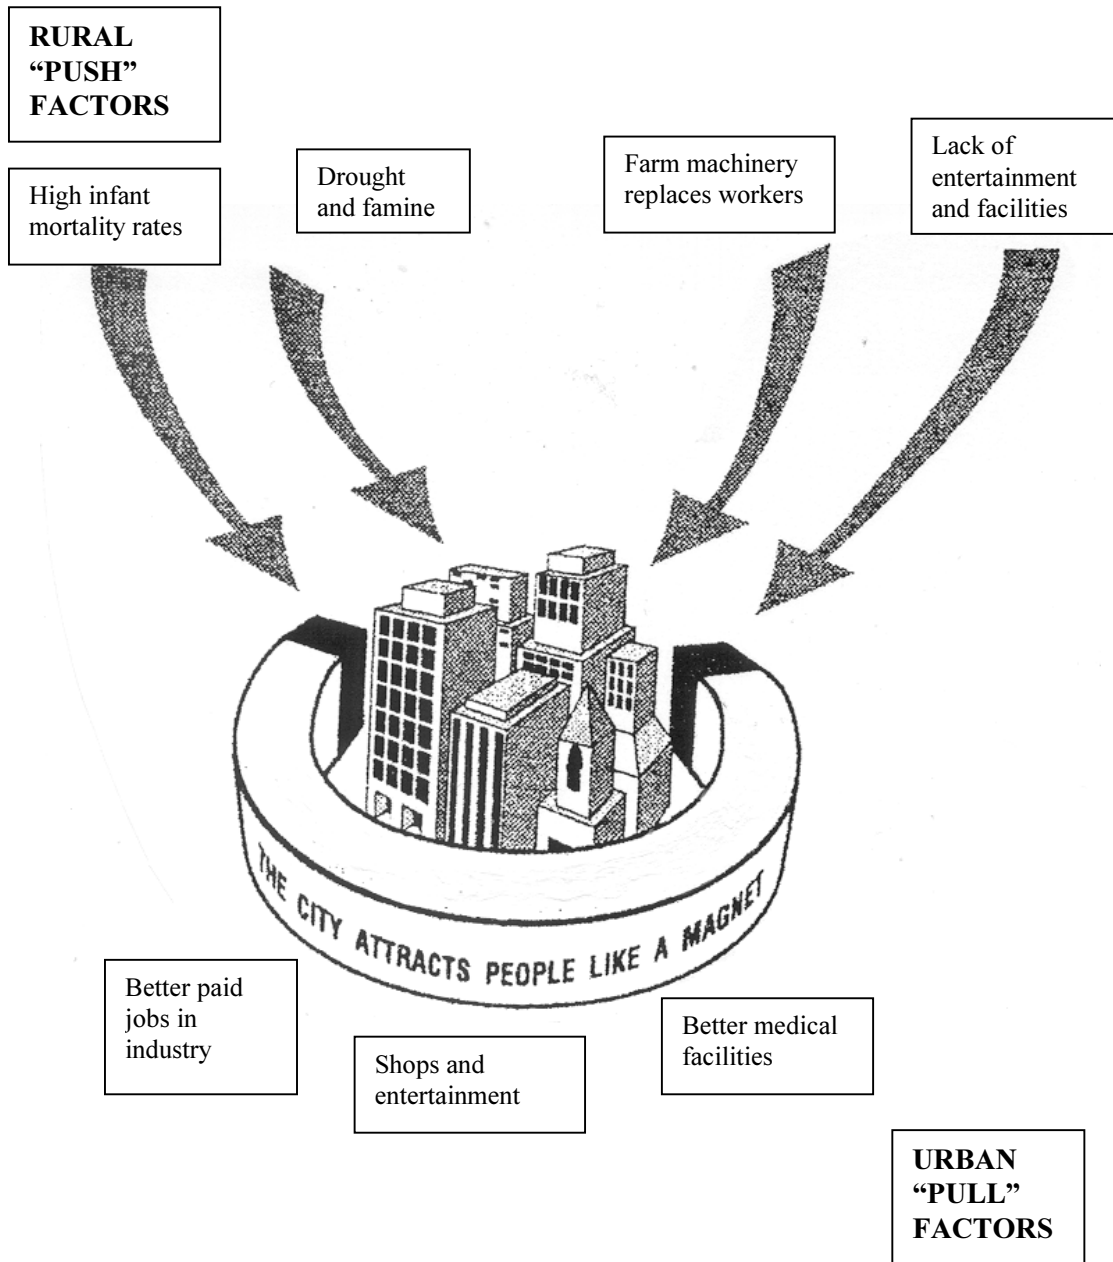 RURAL
“PUSH”
FACTORS
High infant
mortality rates
Drought
and famine
Farm machinery
replaces workers
Lack of
entertainment
and facilities
THE CITY ATTRACTS PEOPLE LIKE A MAGNET
Better paid
jobs in
industry
Shops and
entertainment
Better medical
facilities
URBAN
“PULL”
FACTORS